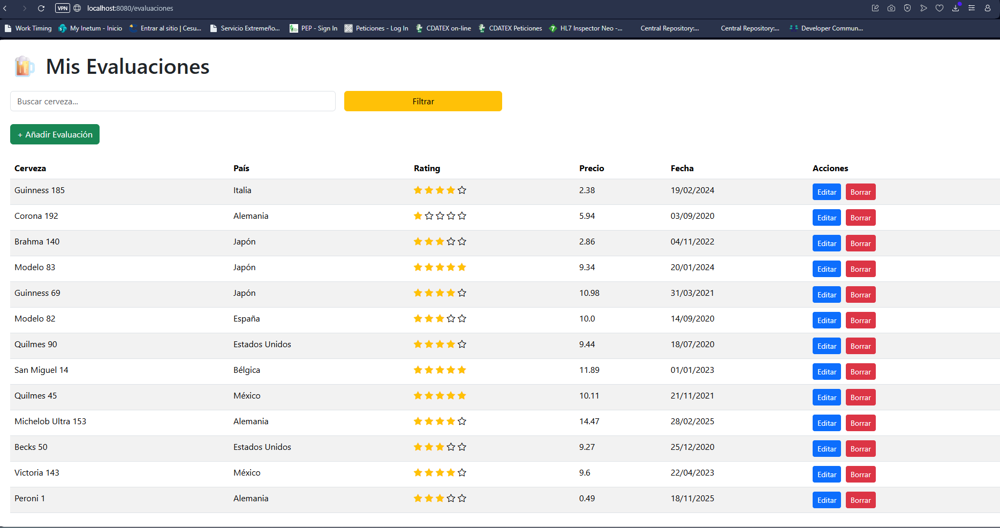 VPN localhost:8080/evaluaciones
Work Timing My Inetum - Inicio Entrar al sitio | Cesu... Servicio Extremeño... PEP - Sign In Peticiones - Log In CDATEX on-line CDATEX Peticiones HL7 Inspector Neo -... Central Repository:... Central Repository:... Developer Commun...
Mis Evaluaciones
Buscar cerveza... Filtrar
+ Añadir Evaluación
Cerveza País Rating Precio Fecha Acciones
Guinness 185 Italia 2.38 19/02/2024 Editar Borrar
Corona 192 Alemania 5.94 03/09/2020 Editar Borrar
Brahma 140 Japón 2.86 04/11/2022 Editar Borrar
Modelo 83 Japón 9.34 20/01/2024 Editar Borrar
Guinness 69 Japón 10.98 31/03/2021 Editar Borrar
Modelo 82 España 10.0 14/09/2020 Editar Borrar
Quilmes 90 Estados Unidos 9.44 18/07/2020 Editar Borrar
San Miguel 14 Bélgica 11.89 01/01/2023 Editar Borrar
Quilmes 45 México 10.11 21/11/2021 Editar Borrar
Michelob Ultra 153 Alemania 14.47 28/02/2025 Editar Borrar
Becks 50 Estados Unidos 9.27 25/12/2020 Editar Borrar
Victoria 143 México 9.6 22/04/2023 Editar Borrar
Peroni 1 Alemania 0.49 18/11/2025 Editar Borrar